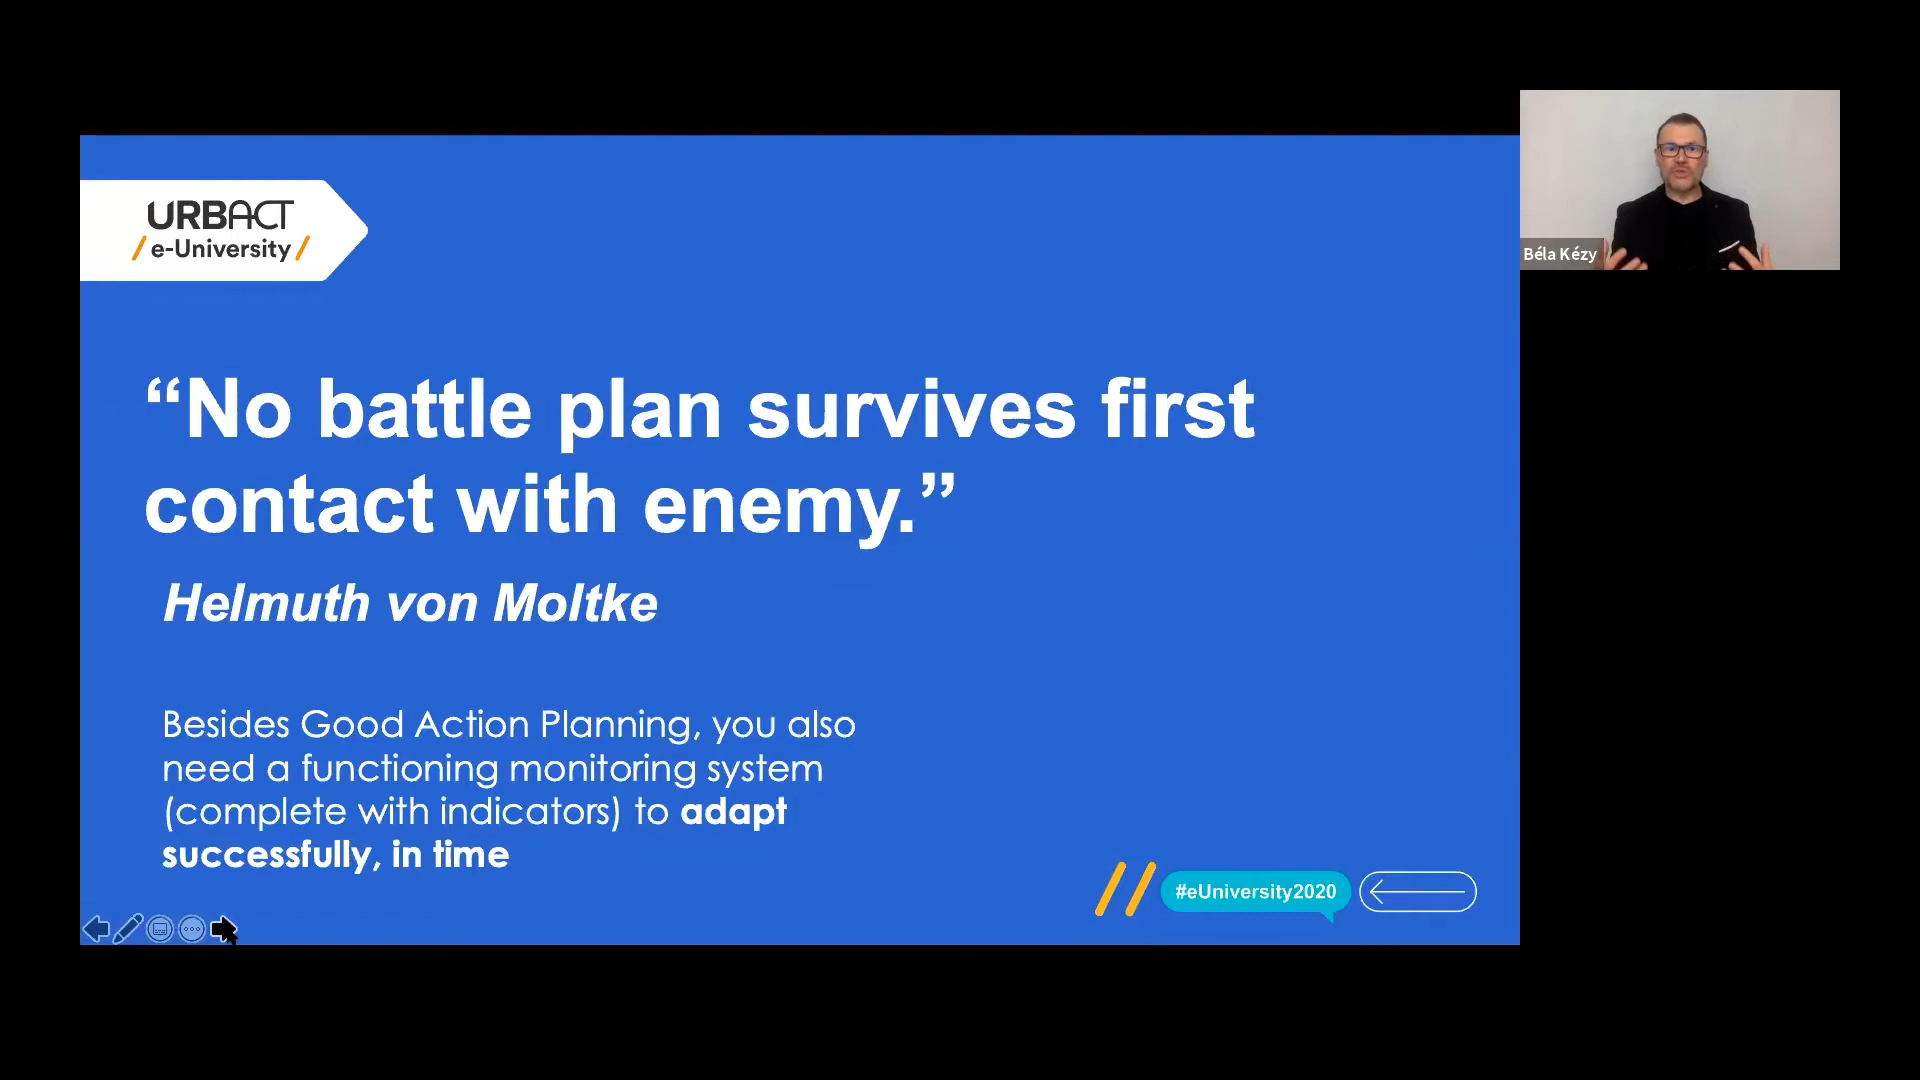 URBACT
/ e-University /
Béla Kézy
“No battle plan survives first
contact with enemy.”
Helmuth von Moltke
Besides Good Action Planning, you also
need a functioning monitoring system
(complete with indicators) to adapt
successfully, in time
#eUniversity2020